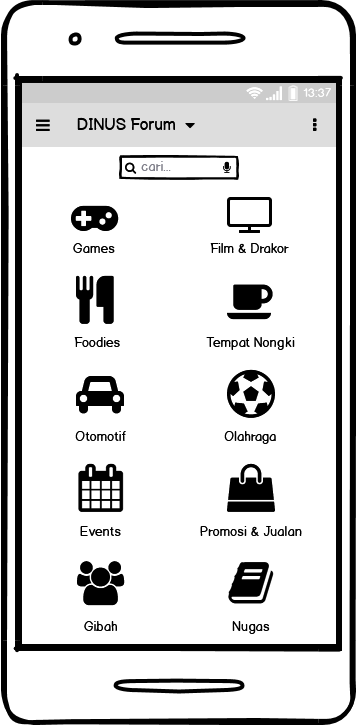 13:37
DINUS Forum
cari...
Games
Film & Drakor
Foodies
Tempat Nongki
Otomotif
Olahraga
Events
Promosi & Jualan
Gibah
Nugas